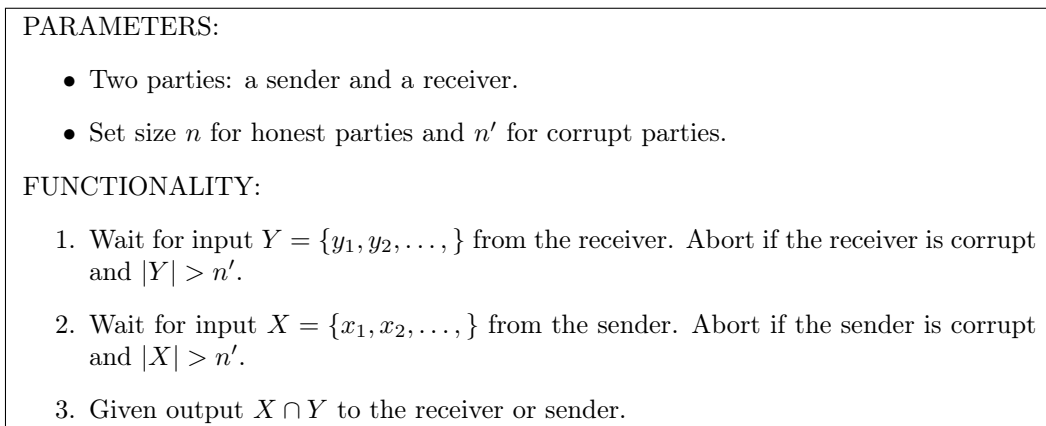 PARAMETERS:
• Two parties: a sender and a receiver.
• Set size n for honest parties and n′ for corrupt parties.
FUNCTIONALITY:
1. Wait for input Y = {y₁, y₂, . . . , } from the receiver. Abort if the receiver is corrupt
and |Y| > n′.
2. Wait for input X = {x₁, x₂, . . . , } from the sender. Abort if the sender is corrupt
and |X| > n′.
3. Given output X ∩ Y to the receiver or sender.